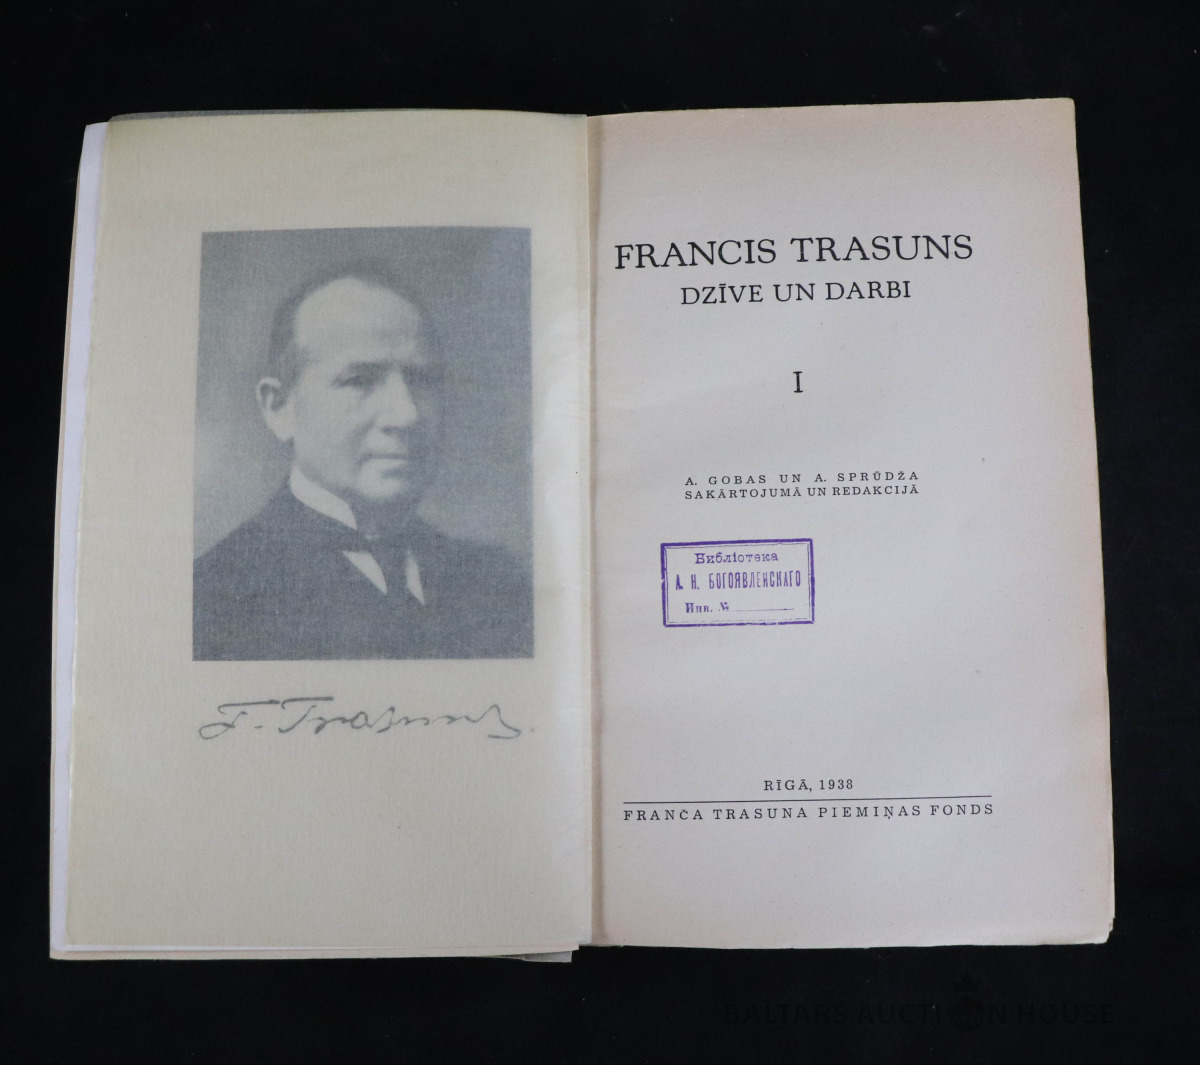 F. Trasuns.
FRANCIS TRASUNS
DZĪVE UN DARBI
I
A. GOBAS UN A. SPRŪDŽA
SAKĀRTOJUMĀ UN REDAKCIJĀ
Библіотека
А. Н. БОГОЯВЛЕНСКАГО
Инв. №
RĪGĀ, 1938
FRANČA TRASUNA PIEMIŅAS FONDS
BALTARS AUCTION HOUSE